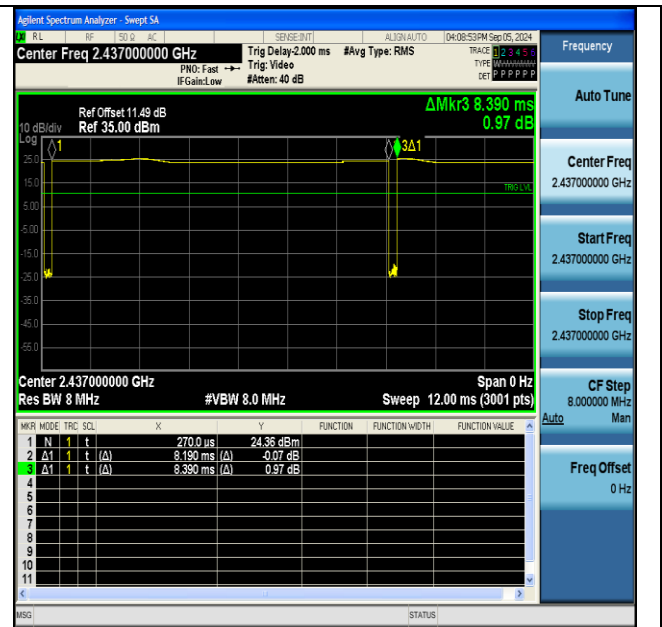 Agilent Spectrum Analyzer - Swept SA
RL RF 50 Ω AC SENSE:INT ALIGN AUTO 04:08:53PM Sep 05, 2024
Center Freq 2.437000000 GHz
PNO: Fast
IFGain:Low
Trig Delay-2.000 ms
Trig: Video
#Atten: 40 dB
#Avg Type: RMS
TRACE 1 2 3 4 5 6
TYPE
DET P P P P P P
Ref Offset 11.49 dB
10 dB/div Ref 35.00 dBm
Log
ΔMkr3 8.390 ms
0.97 dB
1
3Δ1
25.0
15.0
TRIG LVL
5.00
-5.00
-15.0
-25.0
-35.0
-45.0
-55.0
Center 2.437000000 GHz Span 0 Hz
Res BW 8 MHz #VBW 8.0 MHz Sweep 12.00 ms (3001 pts)
MKR MODE TRC SCL X Y FUNCTION FUNCTION WIDTH FUNCTION VALUE
1 N 1 t 270.0 µs 24.36 dBm
2 Δ1 1 t (Δ) 8.190 ms (Δ) -0.07 dB
3 Δ1 1 t (Δ) 8.390 ms (Δ) 0.97 dB
4
5
6
7
8
9
10
11
MSG STATUS
Frequency
Auto Tune
Center Freq
2.437000000 GHz
Start Freq
2.437000000 GHz
Stop Freq
2.437000000 GHz
CF Step
8.000000 MHz
Auto Man
Freq Offset
0 Hz